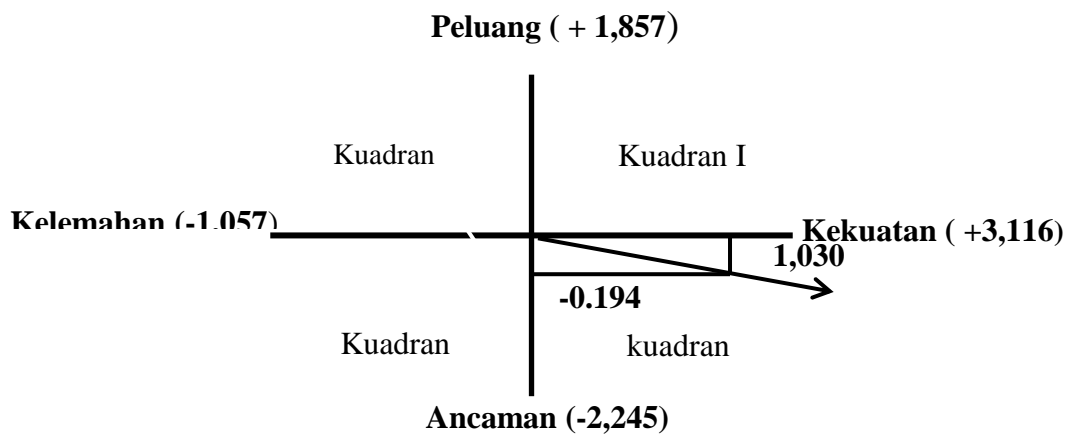 Peluang ( + 1,857)
Kuadran Kuadran I
Kelemahan (-1.057)
Kekuatan ( +3,116)
1,030
-0.194
Kuadran kuadran
Ancaman (-2,245)